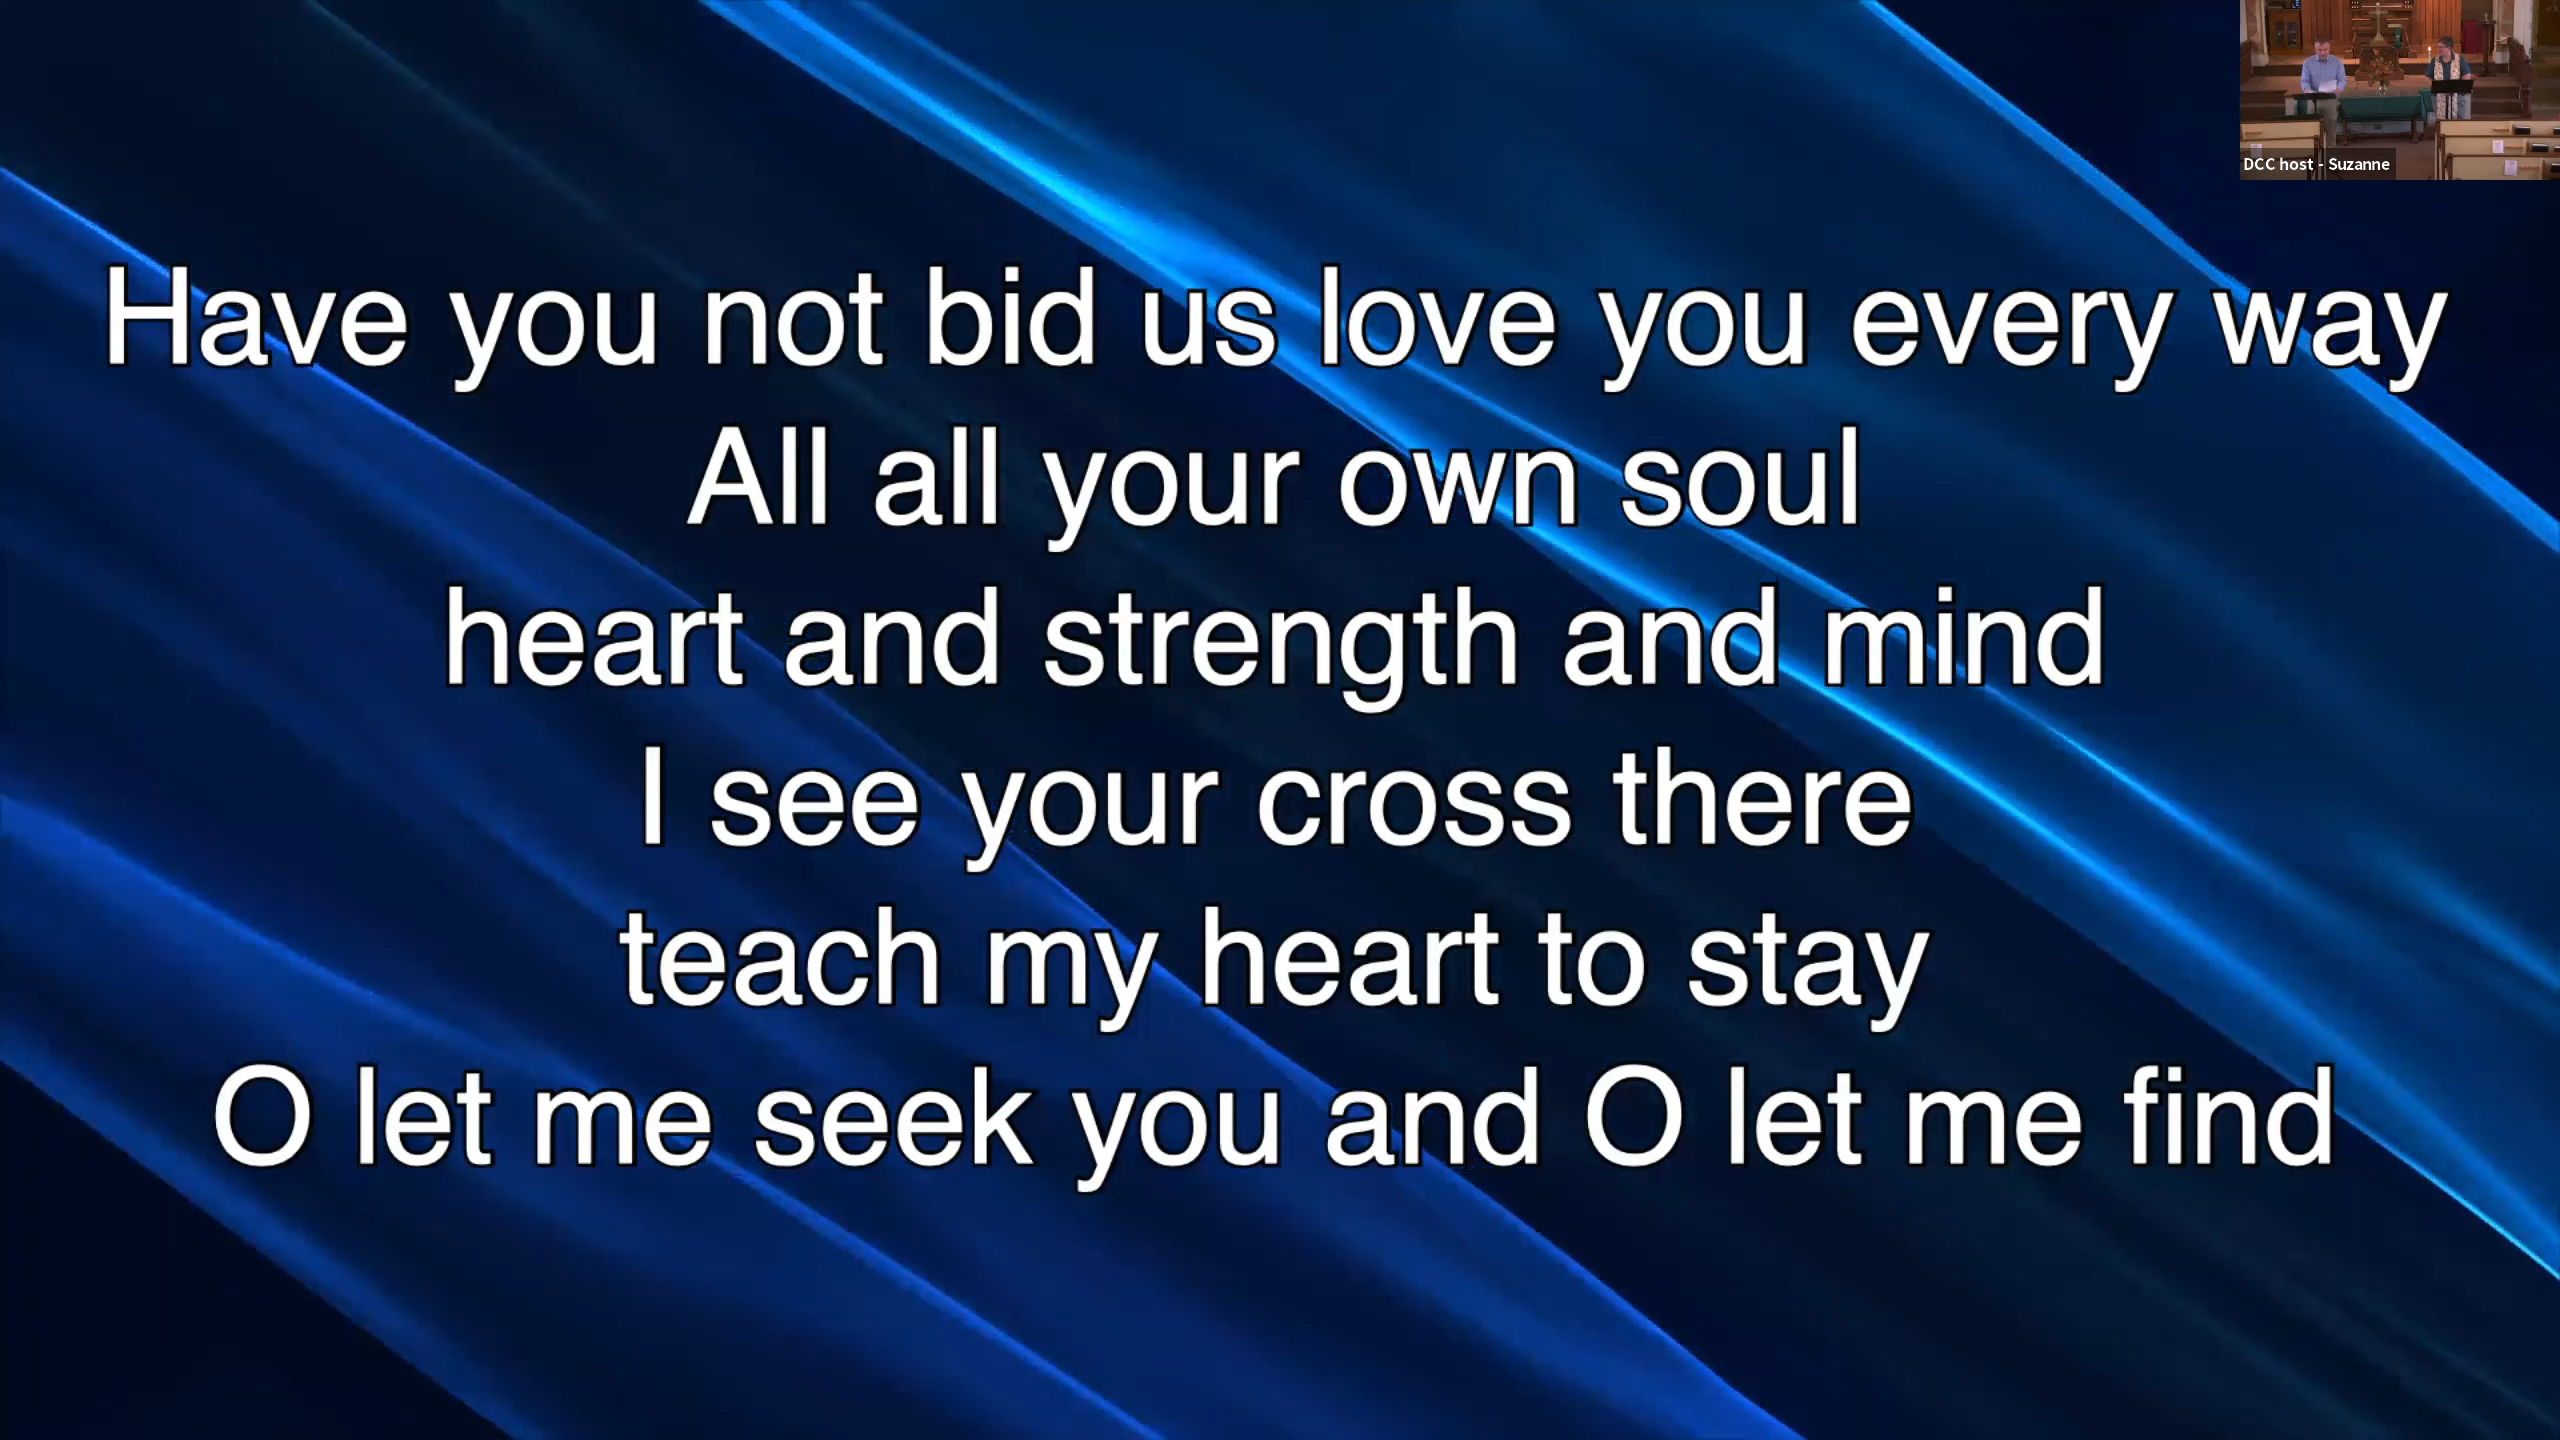 DCC host - Suzanne
Have you not bid us love you every way
All all your own soul
heart and strength and mind
I see your cross there
teach my heart to stay
O let me seek you and O let me find